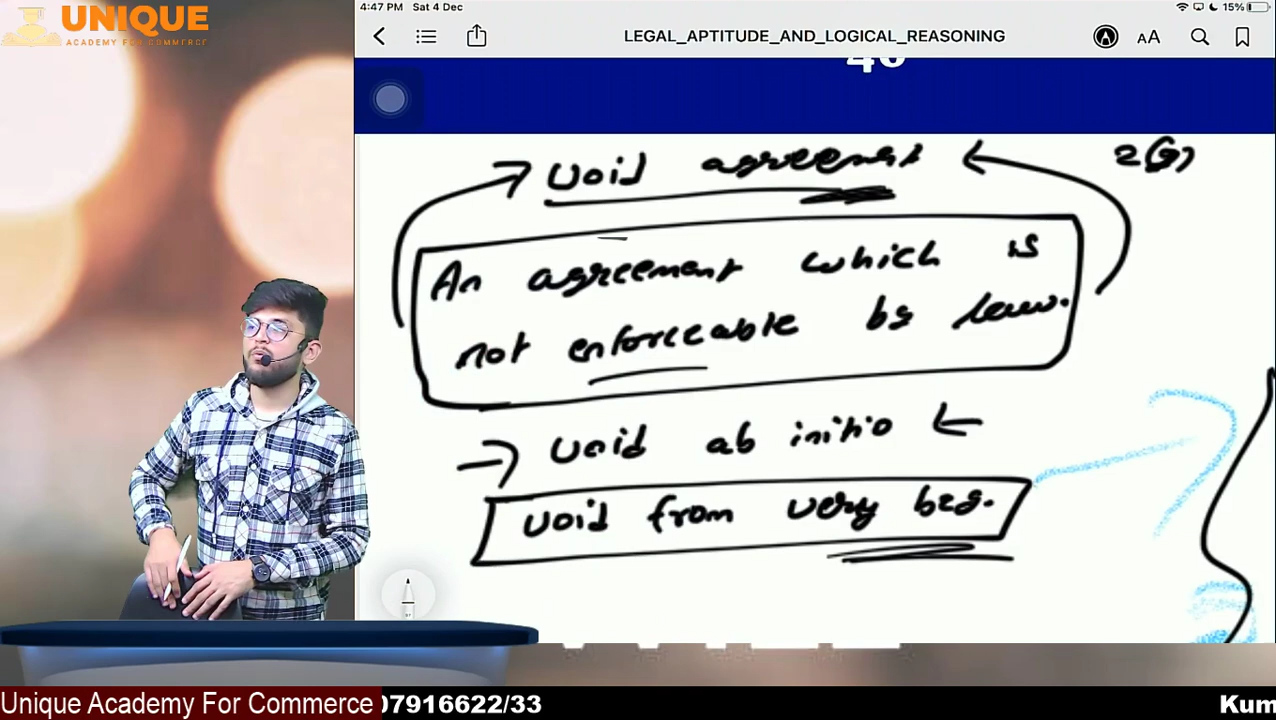 UNIQUE
ACADEMY FOR COMMERCE
4:47 PM Sat 4 Dec
15%
LEGAL_APTITUDE_AND_LOGICAL_REASONING
AA
46
void agreement
2(g)
An agreement which is
not enforceable by law.
void ab initio
void from very beg.
Unique Academy For Commerce
07916622/33
Kum